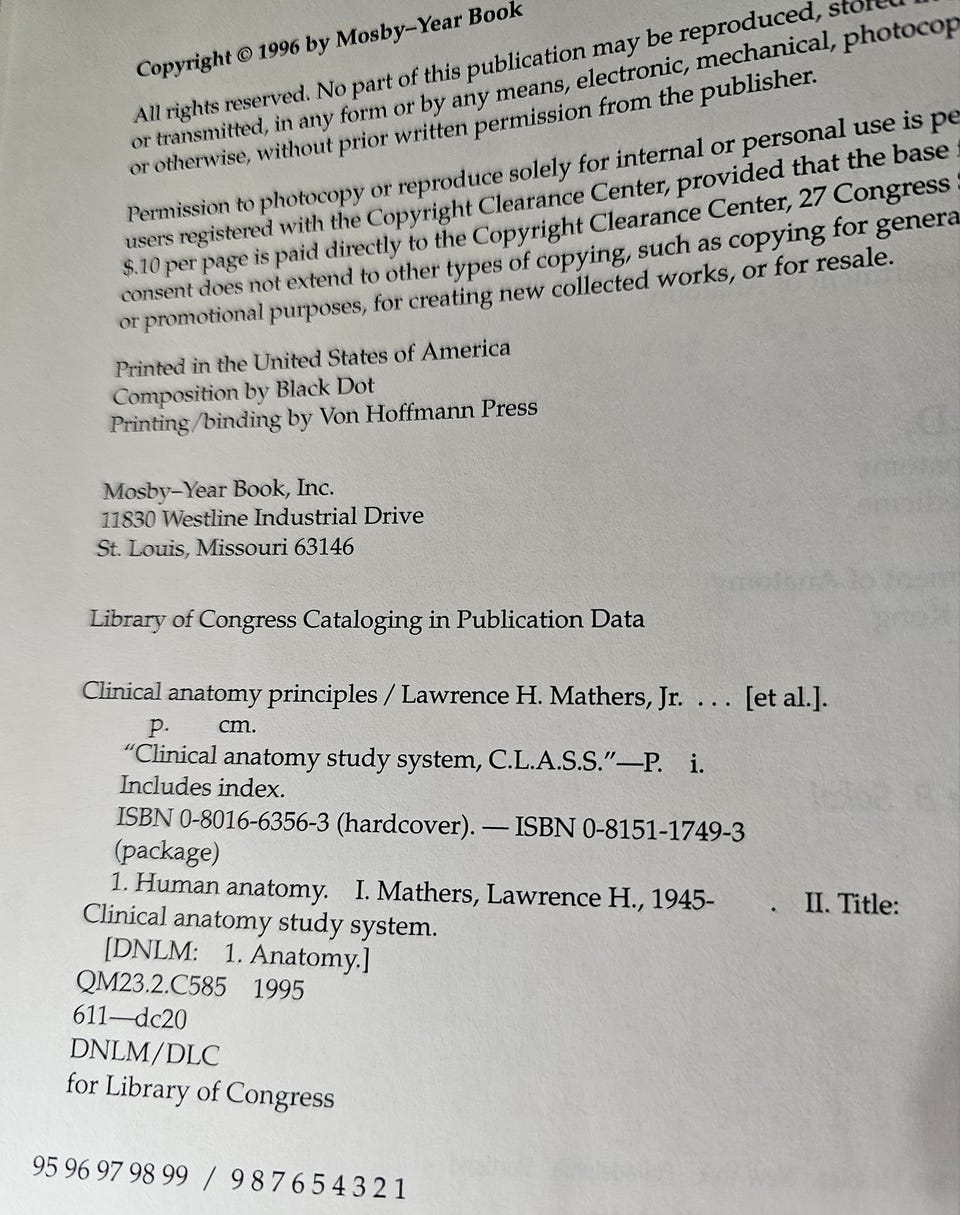 Copyright © 1996 by Mosby–Year Book
All rights reserved. No part of this publication may be reproduced, stored
or transmitted, in any form or by any means, electronic, mechanical, photocop
or otherwise, without prior written permission from the publisher.
Permission to photocopy or reproduce solely for internal or personal use is pe
users registered with the Copyright Clearance Center, provided that the base
$.10 per page is paid directly to the Copyright Clearance Center, 27 Congress
consent does not extend to other types of copying, such as copying for genera
or promotional purposes, for creating new collected works, or for resale.
Printed in the United States of America
Composition by Black Dot
Printing/binding by Von Hoffmann Press
Mosby–Year Book, Inc.
11830 Westline Industrial Drive
St. Louis, Missouri 63146
Library of Congress Cataloging in Publication Data
Clinical anatomy principles / Lawrence H. Mathers, Jr. . . . [et al.].
p. cm.
“Clinical anatomy study system, C.L.A.S.S.”—P. i.
Includes index.
ISBN 0-8016-6356-3 (hardcover). — ISBN 0-8151-1749-3
(package)
1. Human anatomy. I. Mathers, Lawrence H., 1945- . II. Title:
Clinical anatomy study system.
[DNLM: 1. Anatomy.]
QM23.2.C585 1995
611—dc20
DNLM/DLC
for Library of Congress
95 96 97 98 99 / 9 8 7 6 5 4 3 2 1